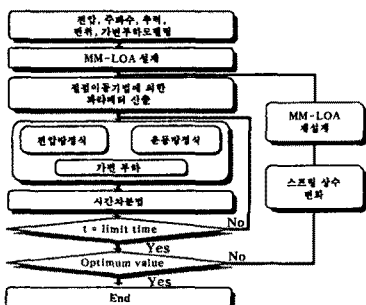 전압, 주파수, 추력,
변위, 가변부하모델링
MM-LOA 설계
절점이동기법에 의한
파라미터 산출
MM-LOA
재설계
전압방정식
운동방정식
가변 부하
스프링 상수
변화
시간차분법
t = limit time
No
Yes
Optimum value
No
Yes
End